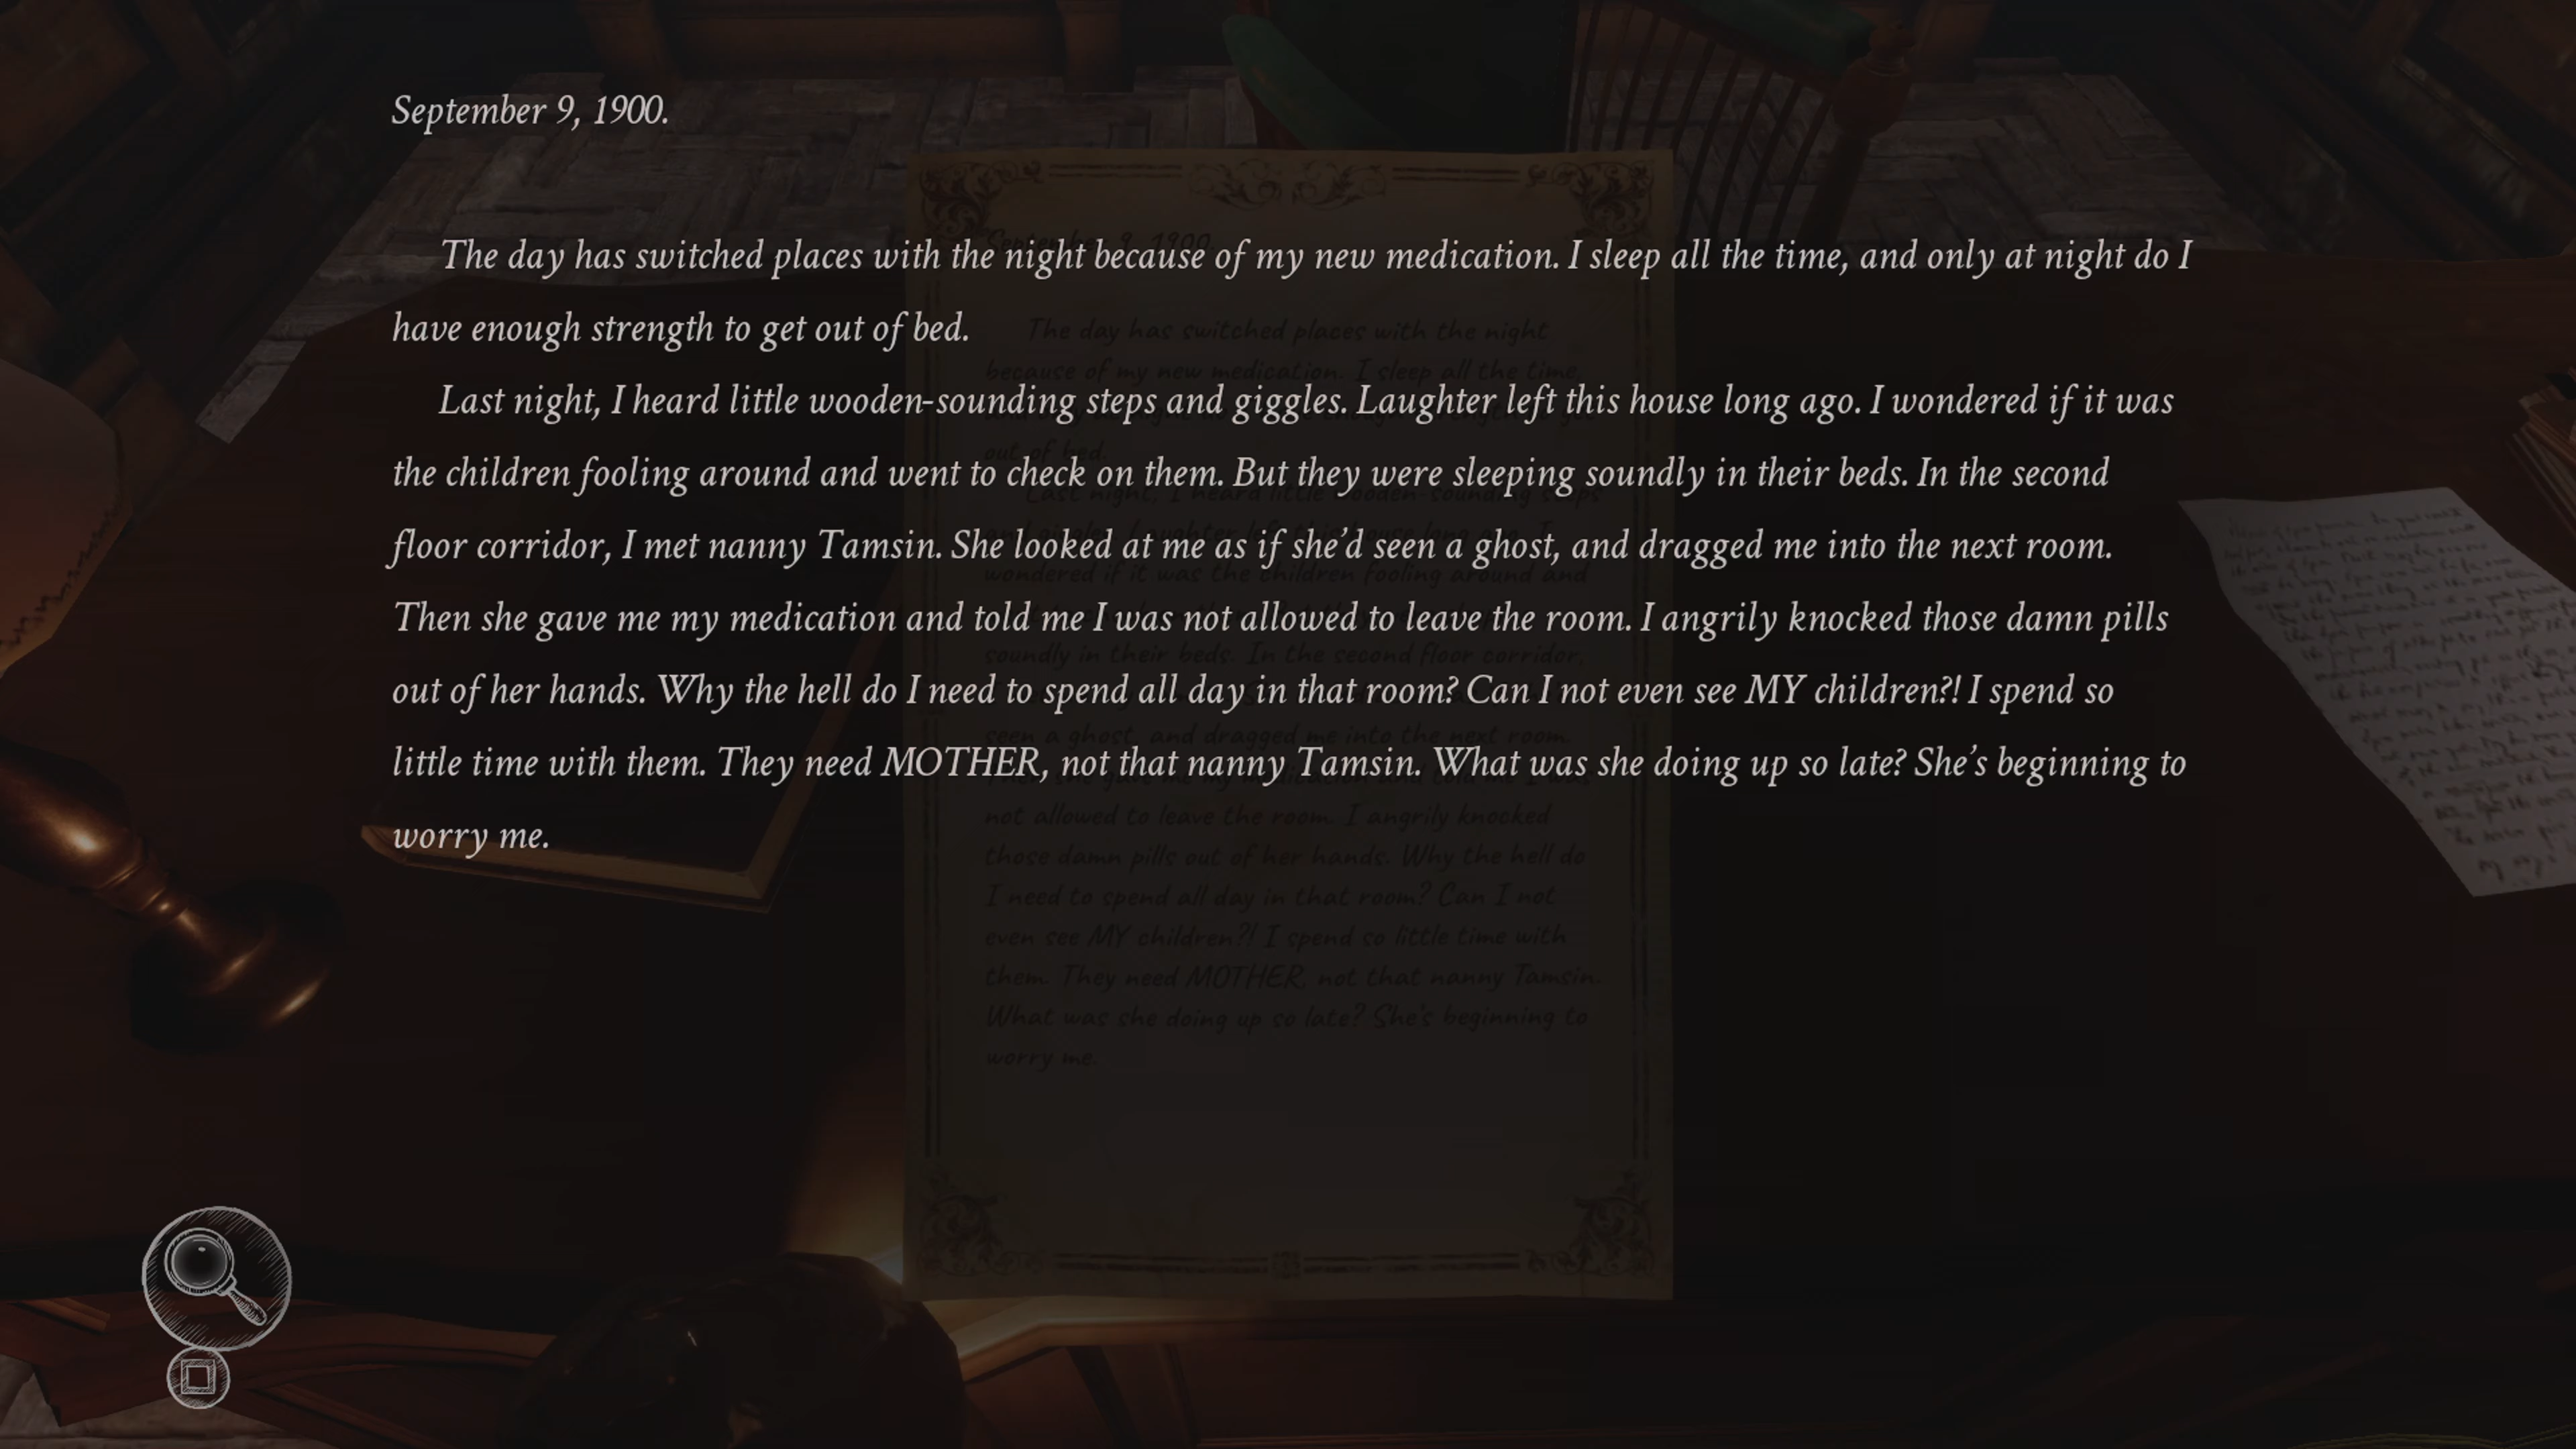 September 9, 1900.
The day has switched places with the night because of my new medication. I sleep all the time, and only at night do I
have enough strength to get out of bed.
Last night, I heard little wooden-sounding steps and giggles. Laughter left this house long ago. I wondered if it was
the children fooling around and went to check on them. But they were sleeping soundly in their beds. In the second
floor corridor, I met nanny Tamsin. She looked at me as if she'd seen a ghost, and dragged me into the next room.
Then she gave me my medication and told me I was not allowed to leave the room. I angrily knocked those damn pills
out of her hands. Why the hell do I need to spend all day in that room? Can I not even see MY children?! I spend so
little time with them. They need MOTHER, not that nanny Tamsin. What was she doing up so late? She's beginning to
worry me.